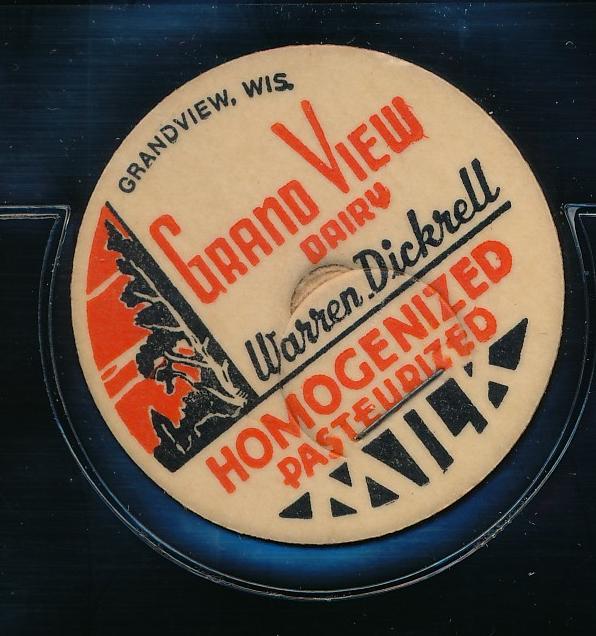 GRANDVIEW, WIS.
GRAND VIEW
DAIRY
Warren Dickrell
HOMOGENIZED
PASTEURIZED
MILK